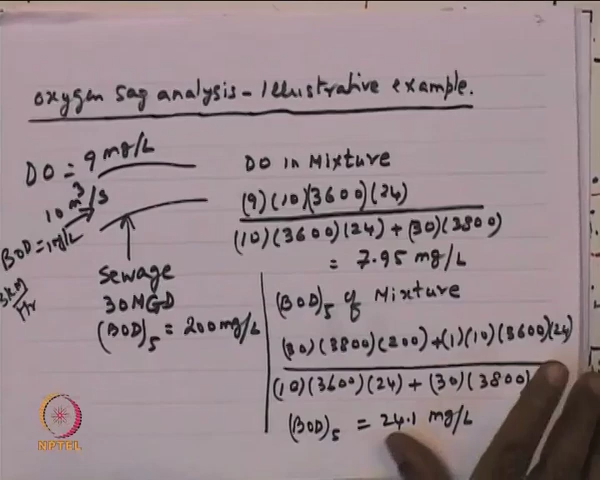 oxygen sag analysis - Illustrative example.
DO = 9 mg/L
10 m³/s
BOD = 1 mg/L
3 KM
Hr
Sewage
30 MGD
(BOD)₅ = 200 mg/L
DO in Mixture
(9)(10)(3600)(24)
(10)(3600)(24) + (30)(3800)
= 7.95 mg/L
(BOD)₅ of Mixture
(30)(3800)(200) + (1)(10)(3600)(24)
(10)(3600)(24) + (30)(3800)
(BOD)₅ = 24.1 mg/L
NPTEL